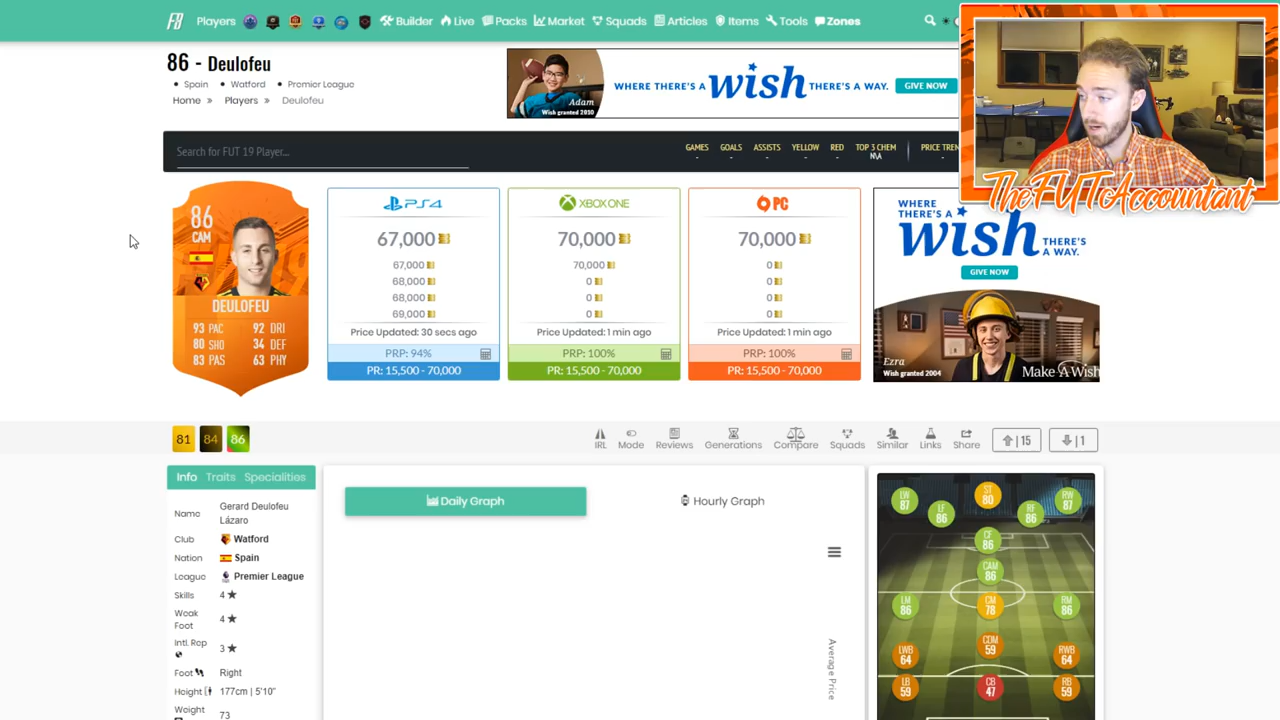 F8 Players Builder Live Packs Market Squads Articles Items Tools Zones
86 - Deulofeu
Spain Watford Premier League
Home » Players » Deulofeu
Adam
Wish granted 2010
WHERE THERE'S A wish THERE'S A WAY.
GIVE NOW
Search for FUT 19 Player...
GAMES GOALS ASSISTS YELLOW RED TOP 3 CHEM PRICE TREN
- - - - - N\A
TheFUTAccountant
86
CAM
DEULOFEU
93 PAC 92 DRI
80 SHO 34 DEF
83 PAS 63 PHY
PS4
67,000
67,000
68,000
68,000
69,000
Price Updated: 30 secs ago
PRP: 94%
PR: 15,500 - 70,000
XBOX ONE
70,000
70,000
0
0
0
Price Updated: 1 min ago
PRP: 100%
PR: 15,500 - 70,000
PC
70,000
0
0
0
0
Price Updated: 1 min ago
PRP: 100%
PR: 15,500 - 70,000
WHERE
THERE'S A
wish THERE'S
A WAY.
GIVE NOW
Ezra
Wish granted 2004
Make-A-Wish
81 84 86
IRL Mode Reviews Generations Compare Squads Similar Links Share
| 15
| 1
Info Traits Specialities
Name Gerard Deulofeu
Lázaro
Club Watford
Nation Spain
League Premier League
Skills 4
Weak
Foot 4
Intl. Rep 3
Foot Right
Height 177cm | 5'10"
Weight 73
Daily Graph
Hourly Graph
Average Price
LW
87
ST
80
RW
87
LF
86
RF
86
CF
86
CAM
86
LM
86
CM
78
RM
86
LWB
64
CDM
59
RWB
64
LB
59
CB
47
RB
59